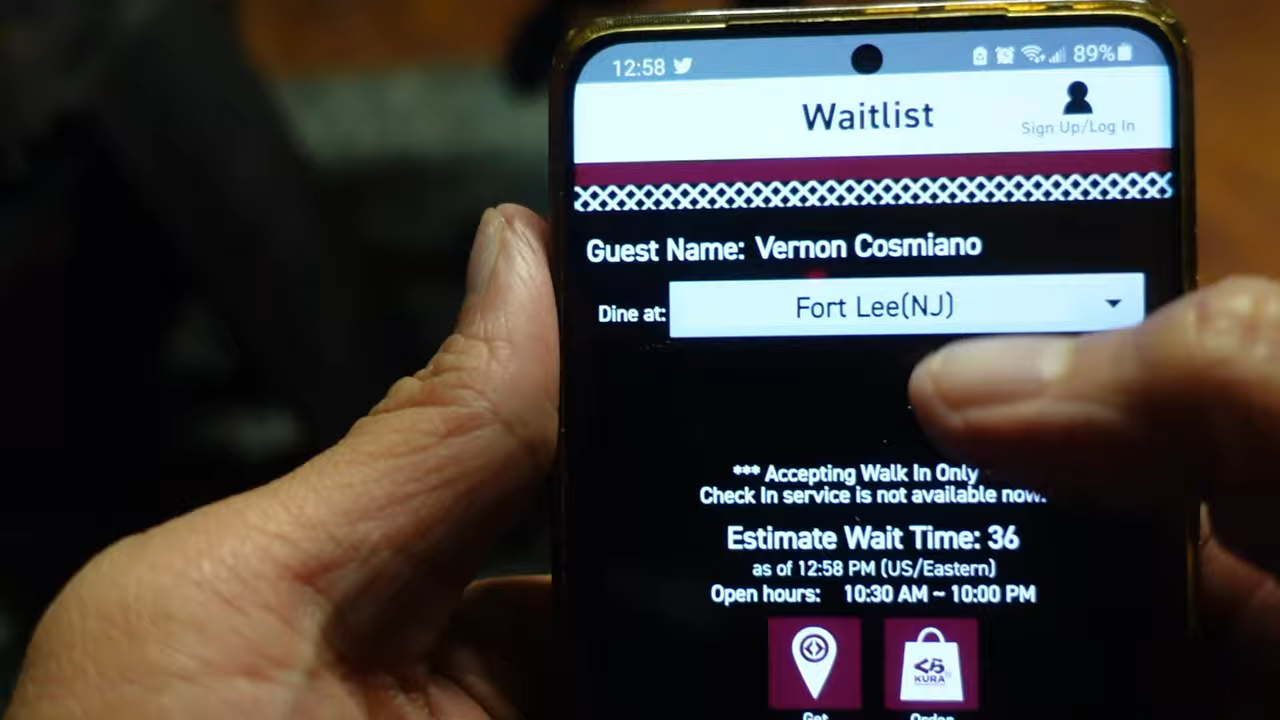 12:58
89%
Waitlist
Sign Up/Log In
Guest Name: Vernon Cosmiano
Dine at:
Fort Lee(NJ)
*** Accepting Walk In Only
Check In service is not available now.
Estimate Wait Time: 36
as of 12:58 PM (US/Eastern)
Open hours: 10:30 AM ~ 10:00 PM
KURA
Get
Order